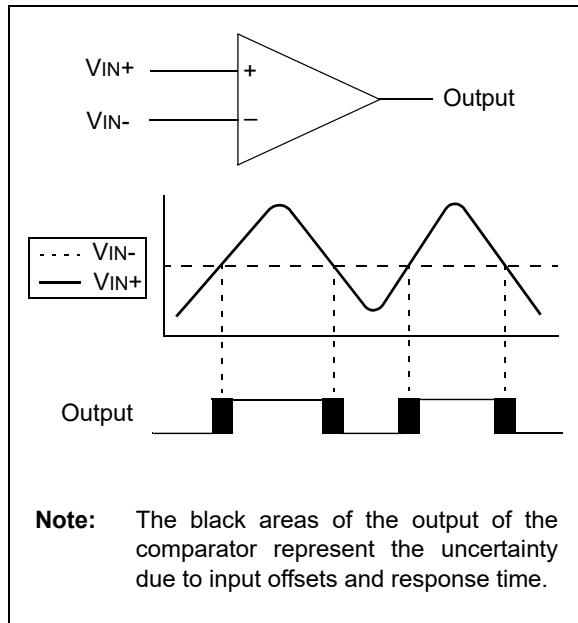 VIN+
+
Output
VIN-
–
VIN-
VIN+
Output
Note: The black areas of the output of the
comparator represent the uncertainty
due to input offsets and response time.